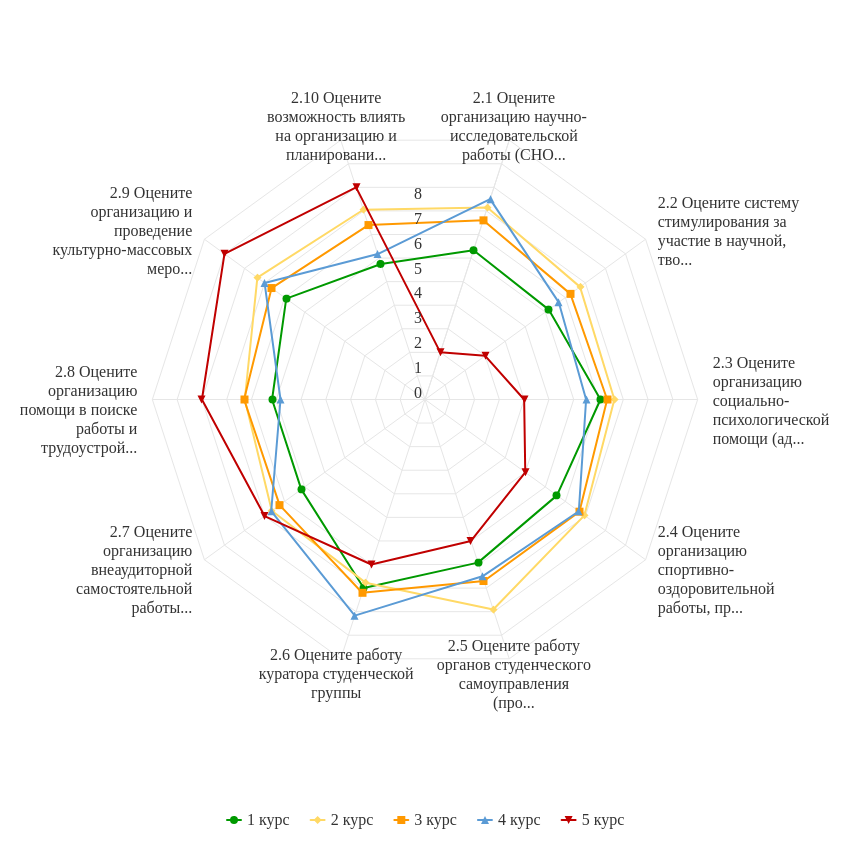 2.10 Оцените
возможность влиять
на организацию и
планировани...
2.1 Оцените
организацию научно-
исследовательской
работы (СНО...
2.9 Оцените
организацию и
проведение
культурно-массовых
меро...
2.2 Оцените систему
стимулирования за
участие в научной,
тво...
8
7
6
5
4
3
2
1
0
2.8 Оцените
организацию
помощи в поиске
работы и
трудоустрой...
2.3 Оцените
организацию
социально-
психологической
помощи (ад...
2.7 Оцените
организацию
внеаудиторной
самостоятельной
работы...
2.4 Оцените
организацию
спортивно-
оздоровительной
работы, пр...
2.6 Оцените работу
куратора студенческой
группы
2.5 Оцените работу
органов студенческого
самоуправления
(про...
1 курс 2 курс 3 курс 4 курс 5 курс